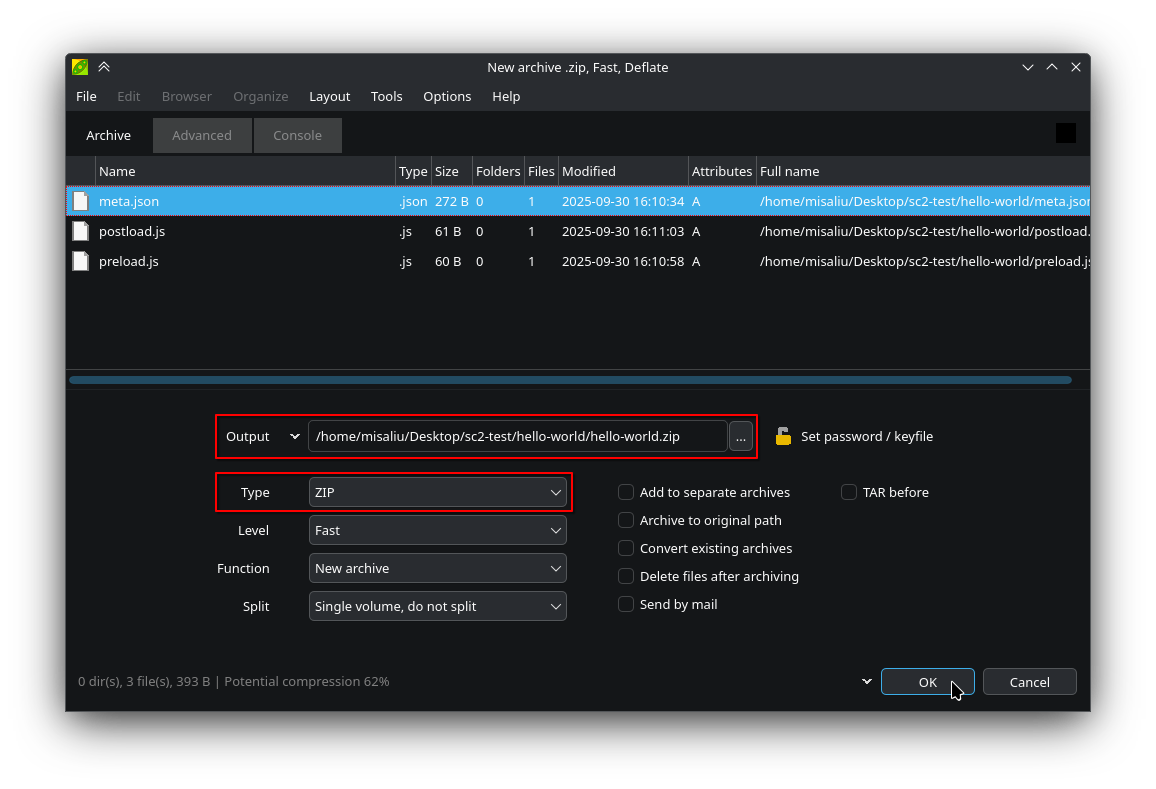 New archive .zip, Fast, Deflate
File Edit Browser Organize Layout Tools Options Help
Archive Advanced Console
Name Type Size Folders Files Modified Attributes Full name
meta.json .json 272 B 0 1 2025-09-30 16:10:34 A /home/misaliu/Desktop/sc2-test/hello-world/meta.json
postload.js .js 61 B 0 1 2025-09-30 16:11:03 A /home/misaliu/Desktop/sc2-test/hello-world/postload.
preload.js .js 60 B 0 1 2025-09-30 16:10:58 A /home/misaliu/Desktop/sc2-test/hello-world/preload.js
Output /home/misaliu/Desktop/sc2-test/hello-world/hello-world.zip ... Set password / keyfile
Type ZIP Add to separate archives TAR before
Archive to original path
Level Fast
Convert existing archives
Function New archive
Delete files after archiving
Split Single volume, do not split Send by mail
0 dir(s), 3 file(s), 393 B | Potential compression 62% OK Cancel